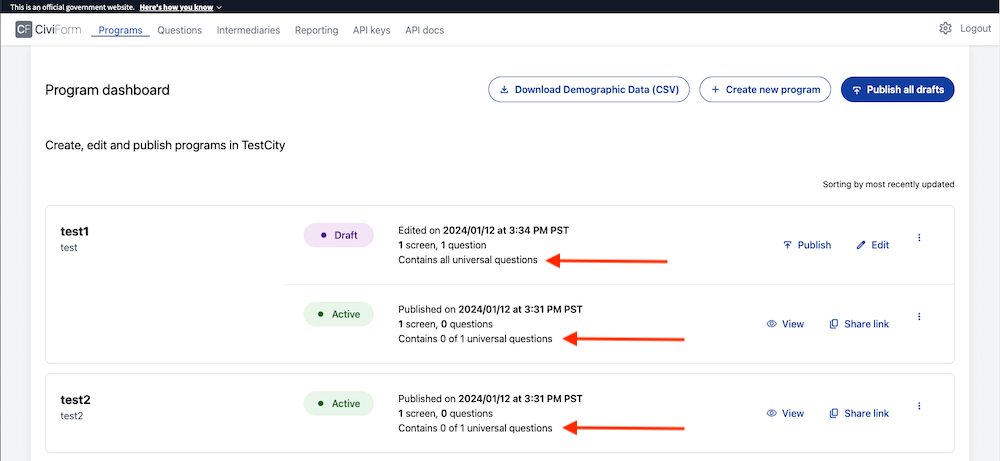 This is an official government website. Here's how you know
CF CiviForm Programs Questions Intermediaries Reporting API keys API docs Logout
Program dashboard Download Demographic Data (CSV) + Create new program Publish all drafts
Create, edit and publish programs in TestCity
Sorting by most recently updated
test1
test
Draft
Edited on 2024/01/12 at 3:34 PM PST
1 screen, 1 question
Contains all universal questions
Publish Edit
Active
Published on 2024/01/12 at 3:31 PM PST
1 screen, 0 questions
Contains 0 of 1 universal questions
View Share link
test2
test2
Active
Published on 2024/01/12 at 3:31 PM PST
1 screen, 0 questions
Contains 0 of 1 universal questions
View Share link